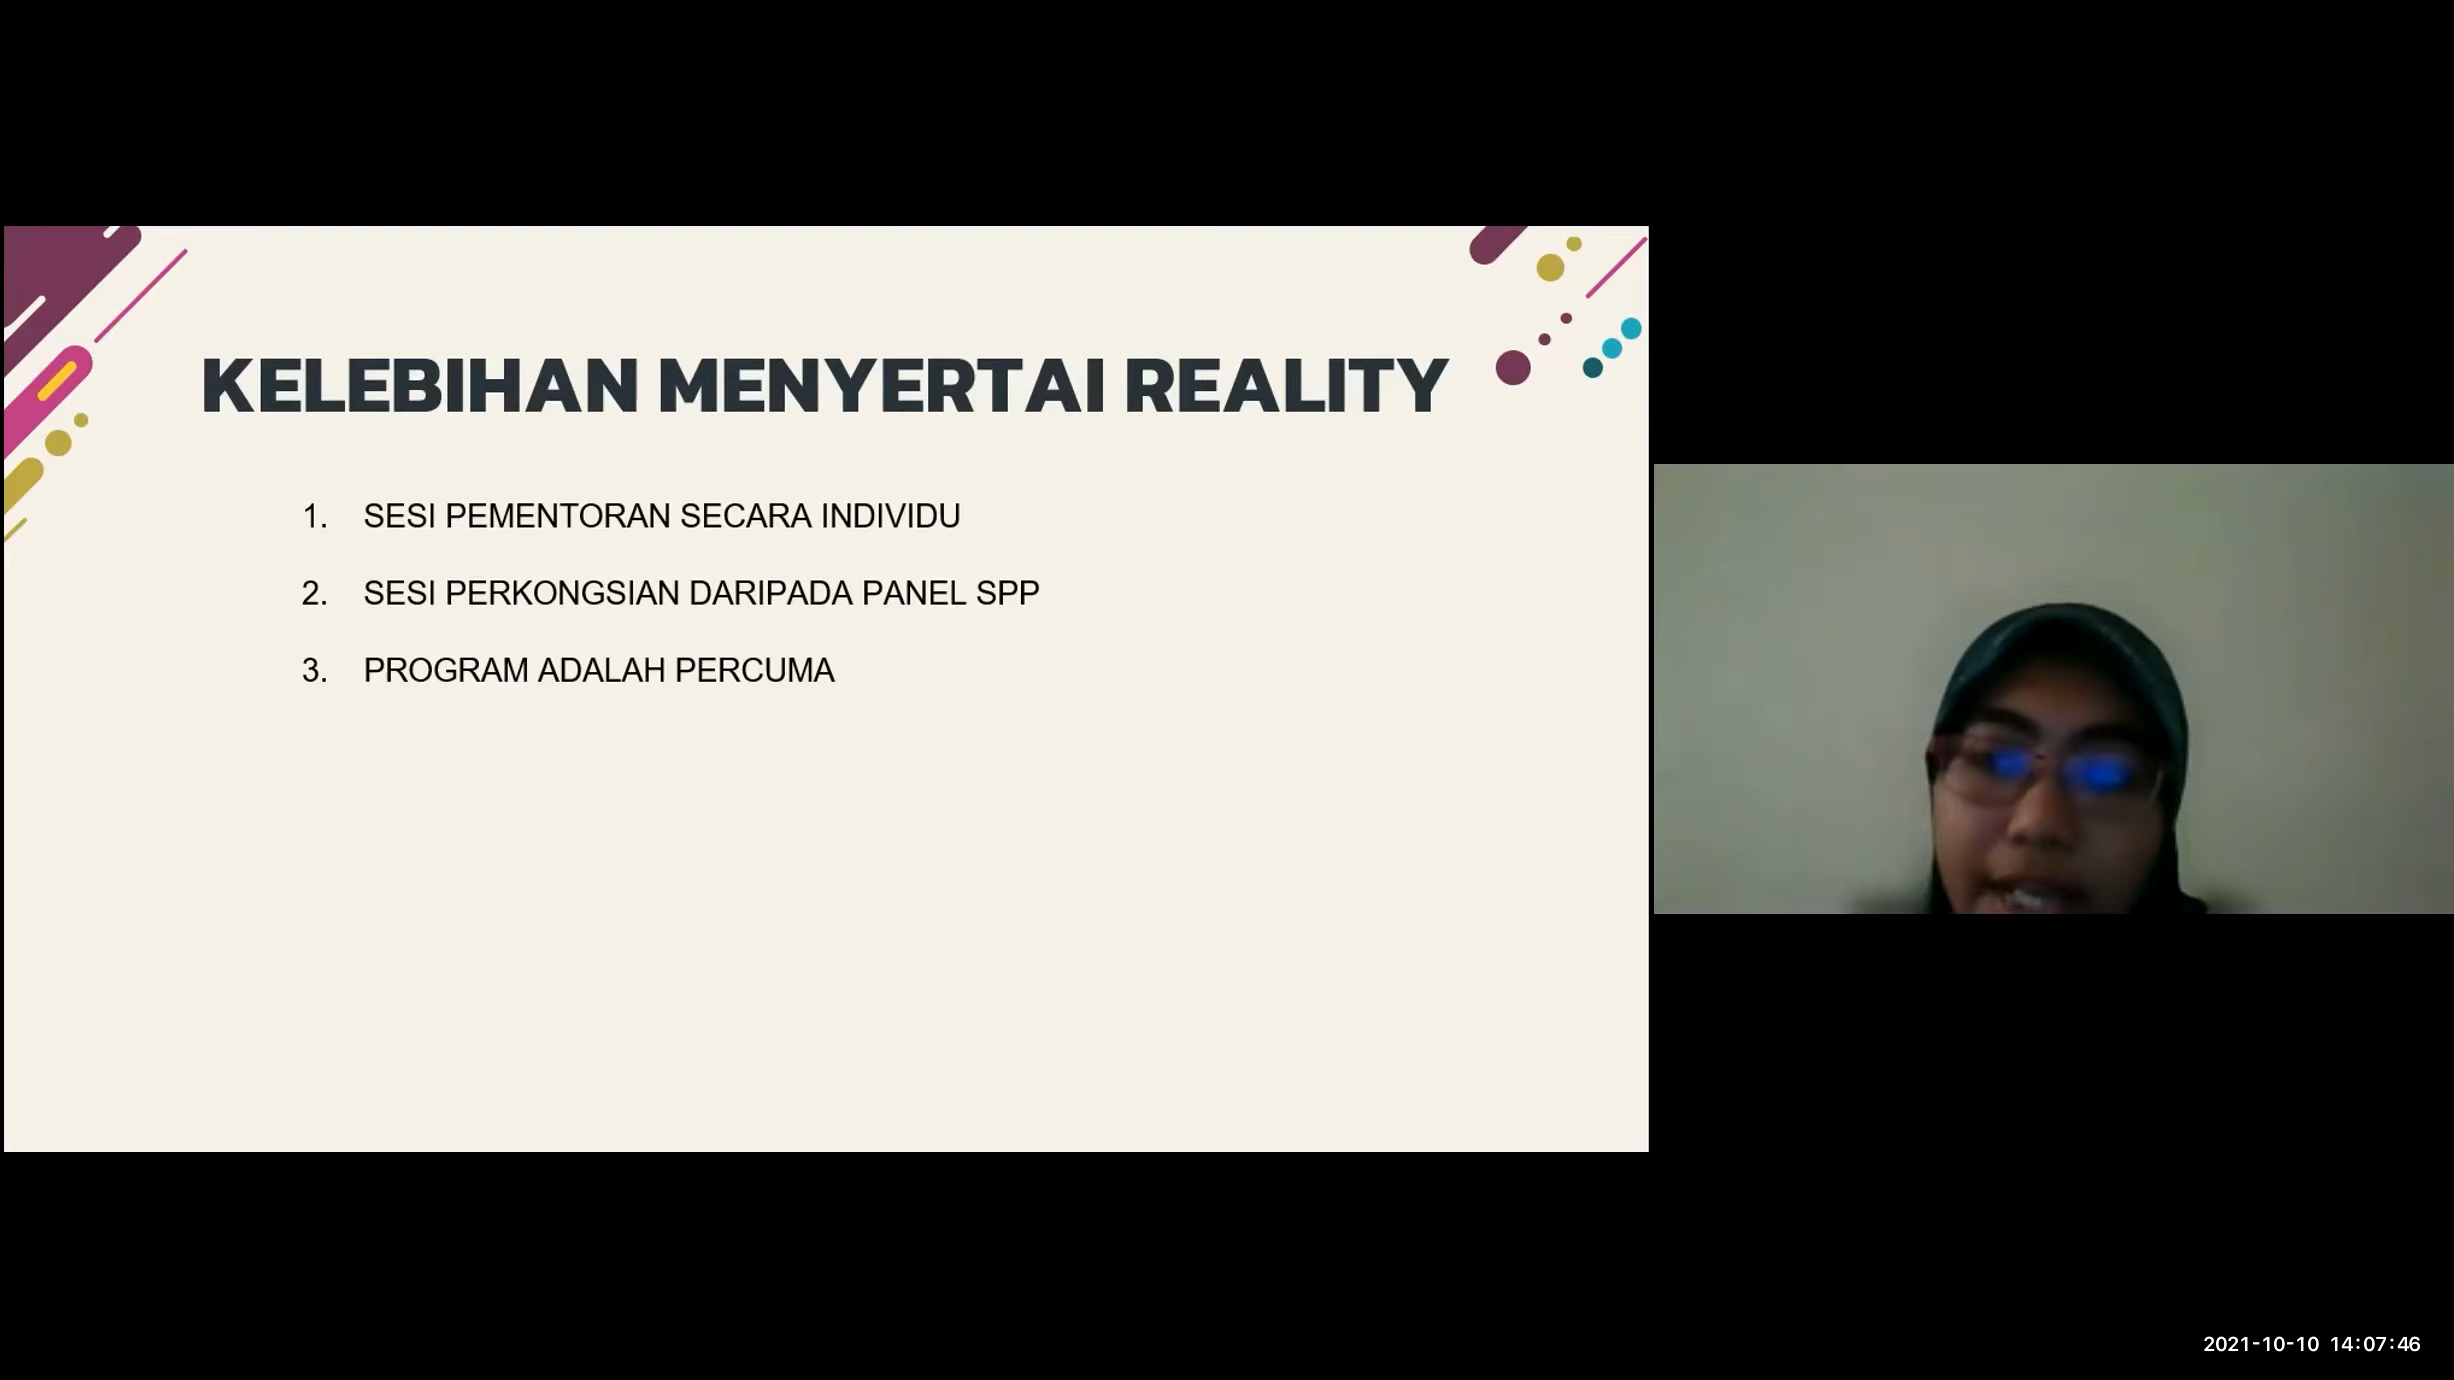 KELEBIHAN MENYERTAI REALITY
1. SESI PEMENTORAN SECARA INDIVIDU
2. SESI PERKONGSIAN DARIPADA PANEL SPP
3. PROGRAM ADALAH PERCUMA
2021-10-10 14:07:46